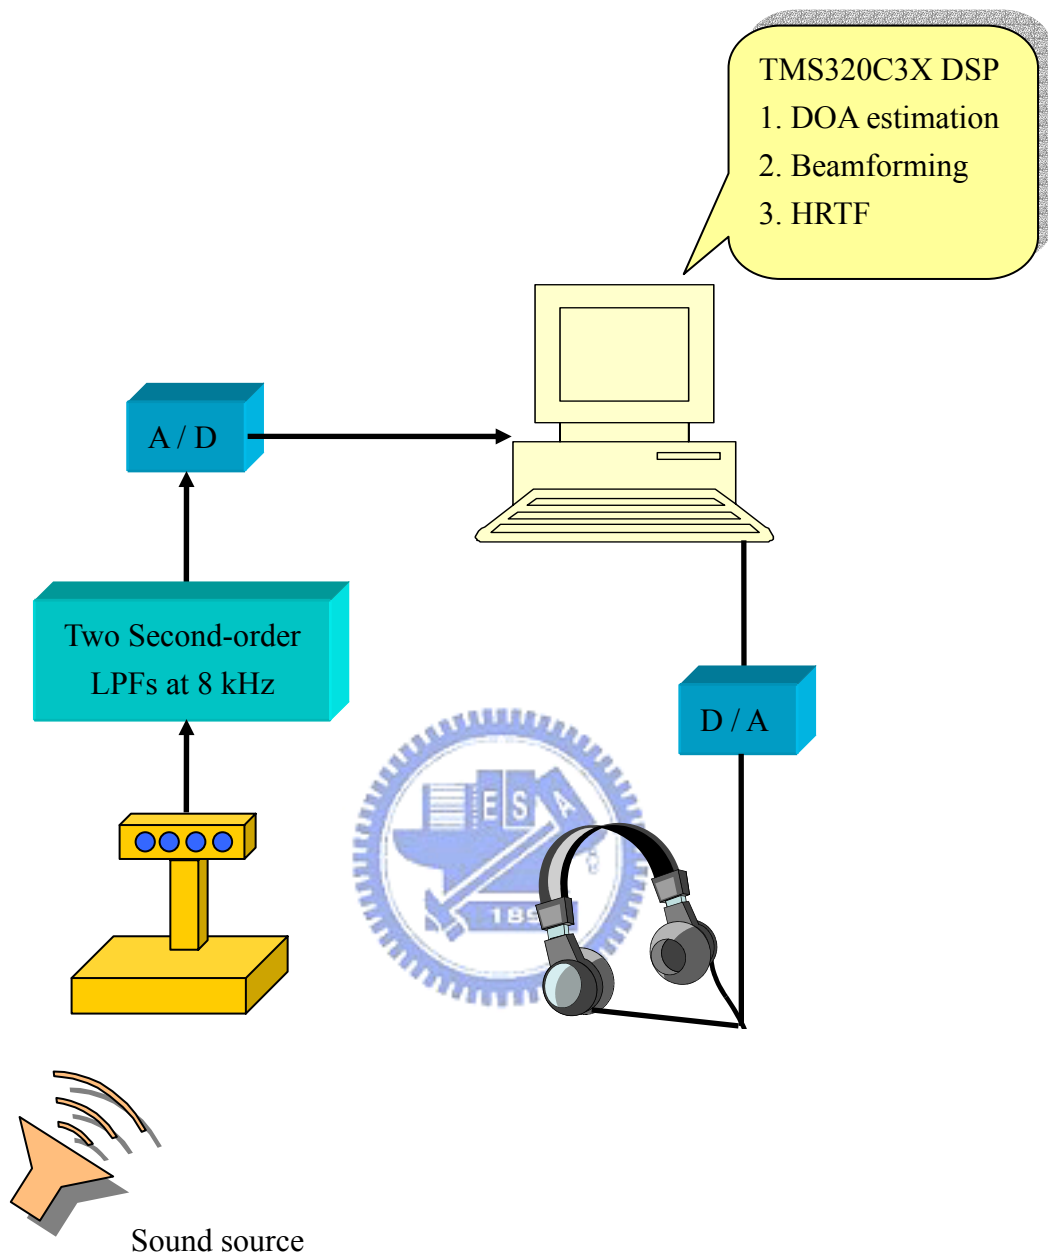 TMS320C3X DSP
1. DOA estimation
2. Beamforming
3. HRTF
A / D
Two Second-order
LPFs at 8 kHz
D / A
E S A
Sound source